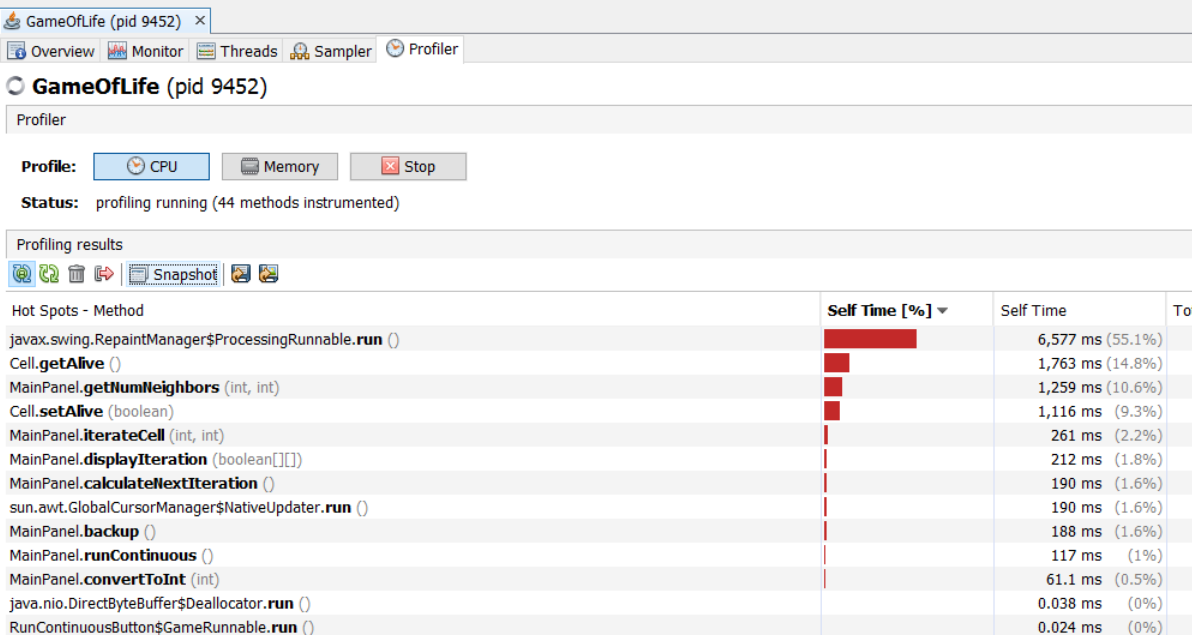 GameOfLife (pid 9452) ×
Overview Monitor Threads Sampler Profiler
GameOfLife (pid 9452)
Profiler
Profile: CPU Memory Stop
Status: profiling running (44 methods instrumented)
Profiling results
Snapshot
Hot Spots - Method Self Time [%] Self Time To
javax.swing.RepaintManager$ProcessingRunnable.run () 6,577 ms (55.1%)
Cell.getAlive () 1,763 ms (14.8%)
MainPanel.getNumNeighbors (int, int) 1,259 ms (10.6%)
Cell.setAlive (boolean) 1,116 ms (9.3%)
MainPanel.iterateCell (int, int) 261 ms (2.2%)
MainPanel.displayIteration (boolean[][]) 212 ms (1.8%)
MainPanel.calculateNextIteration () 190 ms (1.6%)
sun.awt.GlobalCursorManager$NativeUpdater.run () 190 ms (1.6%)
MainPanel.backup () 188 ms (1.6%)
MainPanel.runContinuous () 117 ms (1%)
MainPanel.convertToInt (int) 61.1 ms (0.5%)
java.nio.DirectByteBuffer$Deallocator.run () 0.038 ms (0%)
RunContinuousButton$GameRunnable.run () 0.024 ms (0%)